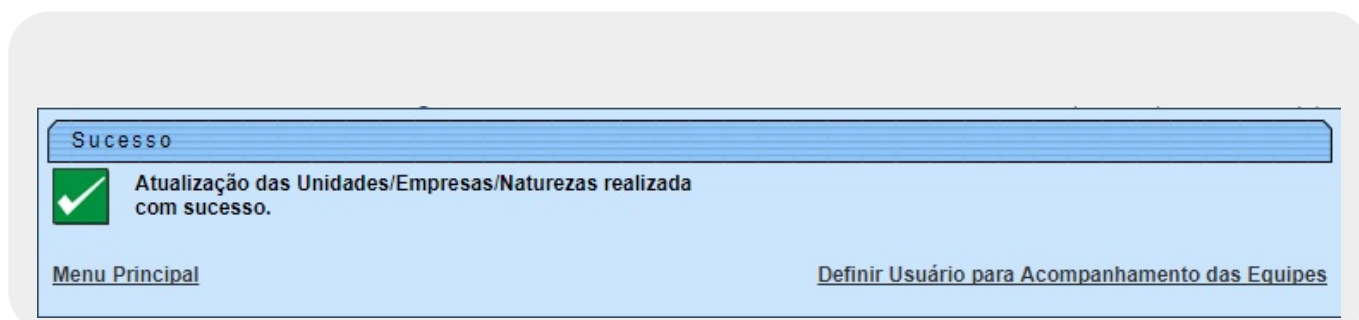 Sucesso
Atualização das Unidades/Empresas/Naturezas realizada
com sucesso.
Menu Principal
Definir Usuário para Acompanhamento das Equipes